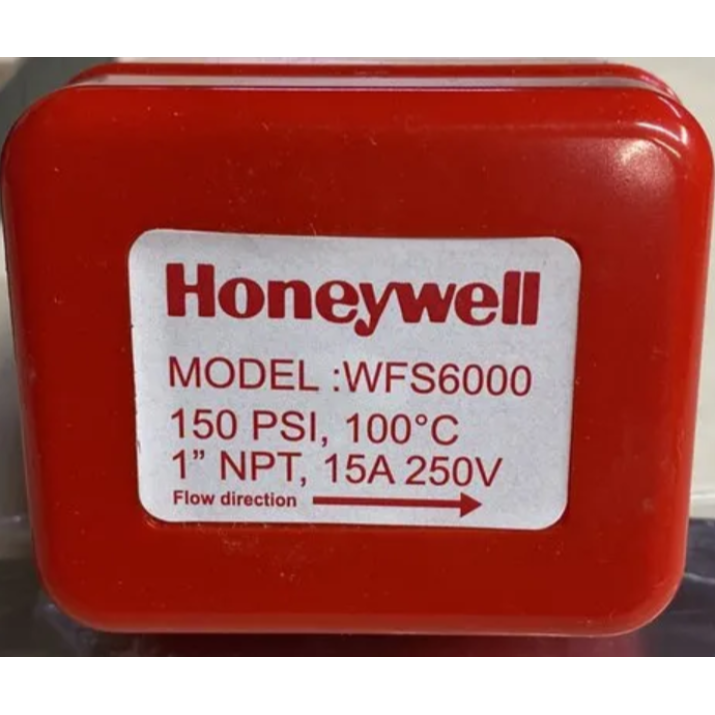 Honeywell
MODEL :WFS6000
150 PSI, 100°C
1” NPT, 15A 250V
Flow direction